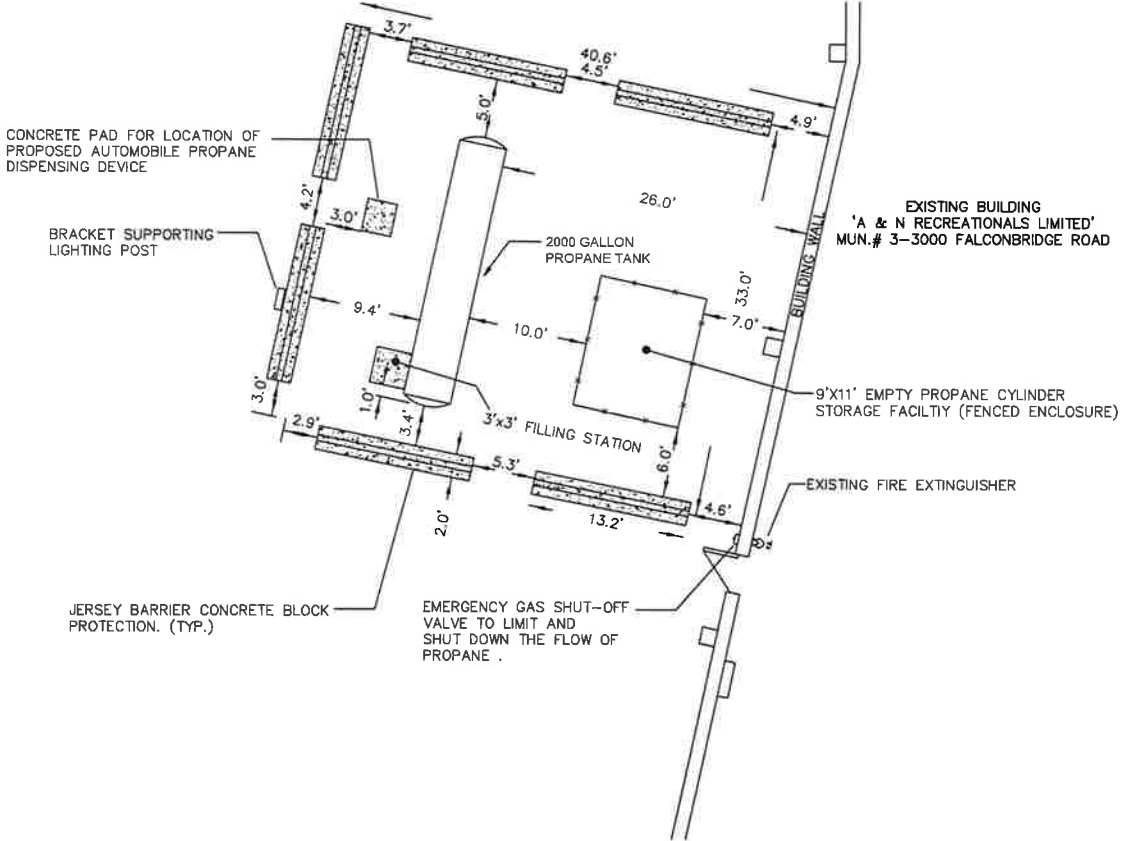 3.7'
40.6'
4.5'
4.9'
5.0'
CONCRETE PAD FOR LOCATION OF
PROPOSED AUTOMOBILE PROPANE
DISPENSING DEVICE
4.2'
3.0'
26.0'
EXISTING BUILDING
'A & N RECREATIONALS LIMITED'
MUN.# 3-3000 FALCONBRIDGE ROAD
BRACKET SUPPORTING
LIGHTING POST
2000 GALLON
PROPANE TANK
BUILDING WALL
33.0'
9.4'
10.0'
7.0'
9'X11' EMPTY PROPANE CYLINDER
STORAGE FACILTIY (FENCED ENCLOSURE)
3.0'
1.0'
3.4'
3'x3' FILLING STATION
2.9'
5.3'
6.0'
EXISTING FIRE EXTINGUISHER
2.0'
13.2'
4.6'
JERSEY BARRIER CONCRETE BLOCK
PROTECTION. (TYP.)
EMERGENCY GAS SHUT-OFF
VALVE TO LIMIT AND
SHUT DOWN THE FLOW OF
PROPANE .